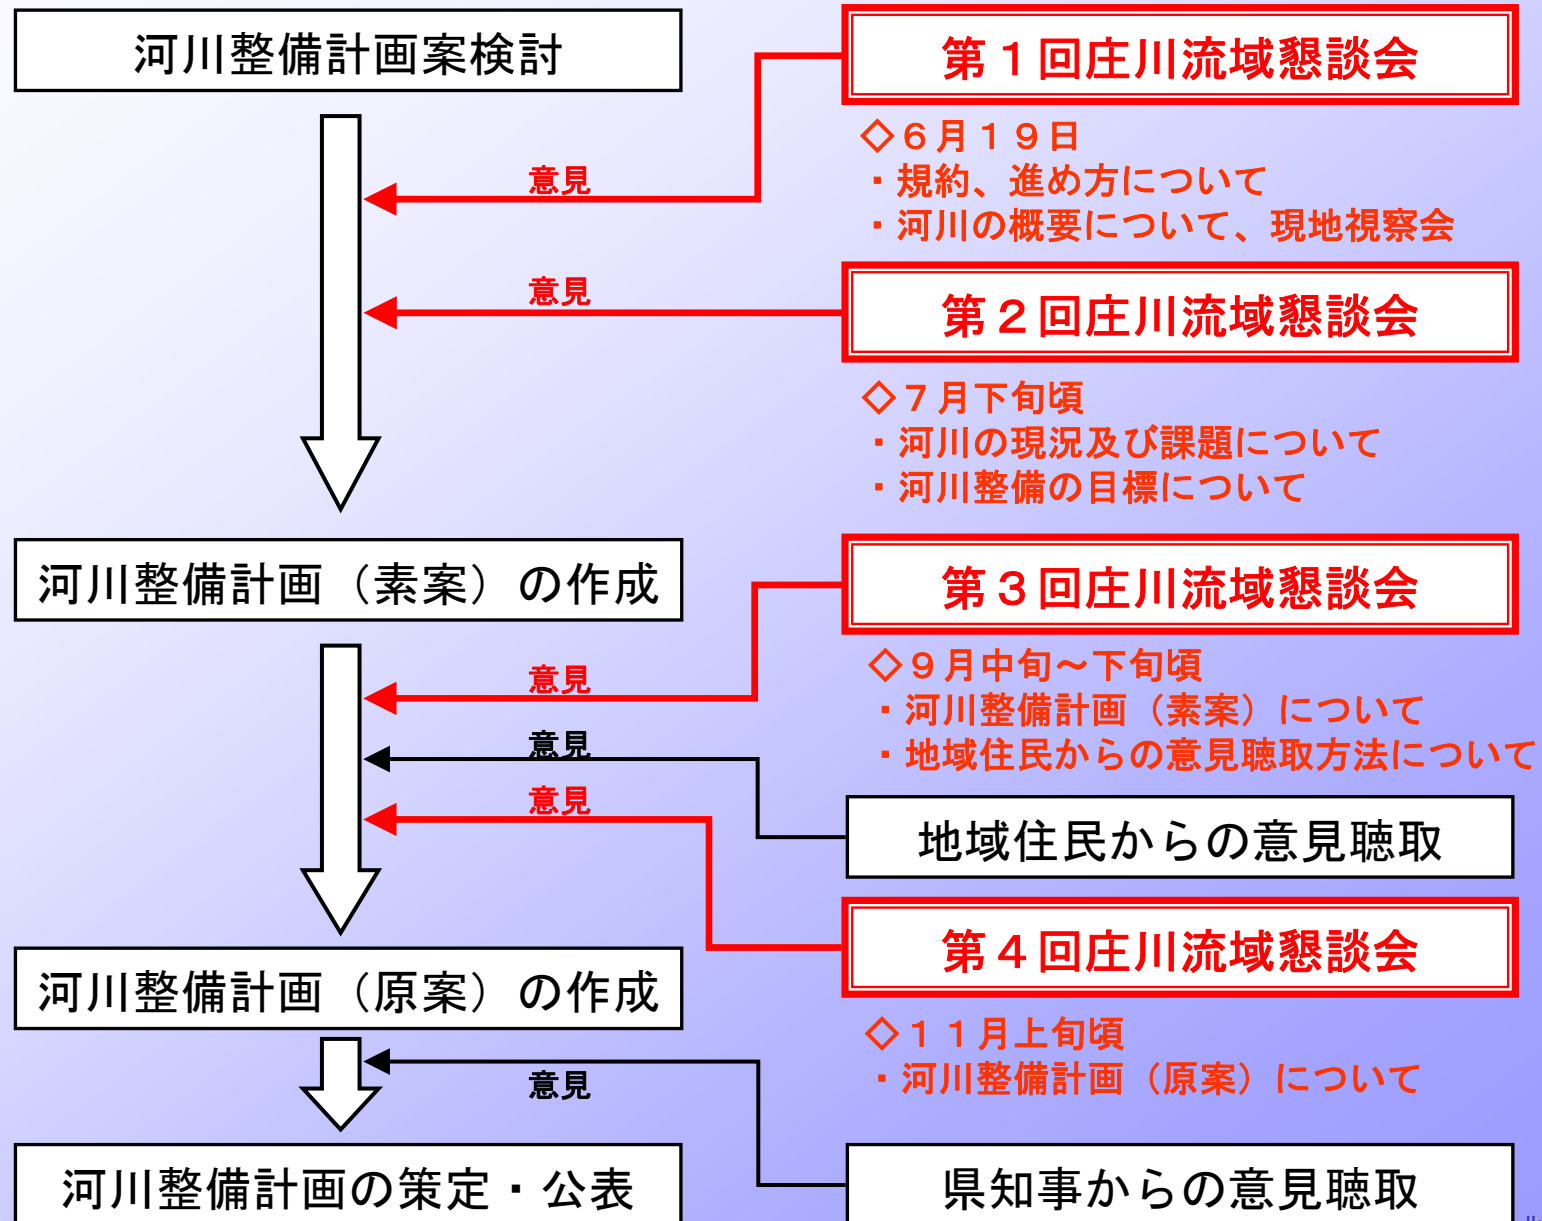 河川整備計画案検討
第１回庄川流域懇談会
◇６月１９日
・規約、進め方について
・河川の概要について、現地視察会
意見
意見
第２回庄川流域懇談会
◇７月下旬頃
・河川の現況及び課題について
・河川整備の目標について
河川整備計画（素案）の作成
第３回庄川流域懇談会
◇９月中旬～下旬頃
・河川整備計画（素案）について
・地域住民からの意見聴取方法について
意見
意見
意見
地域住民からの意見聴取
第４回庄川流域懇談会
◇１１月上旬頃
・河川整備計画（原案）について
河川整備計画（原案）の作成
意見
河川整備計画の策定・公表
県知事からの意見聴取